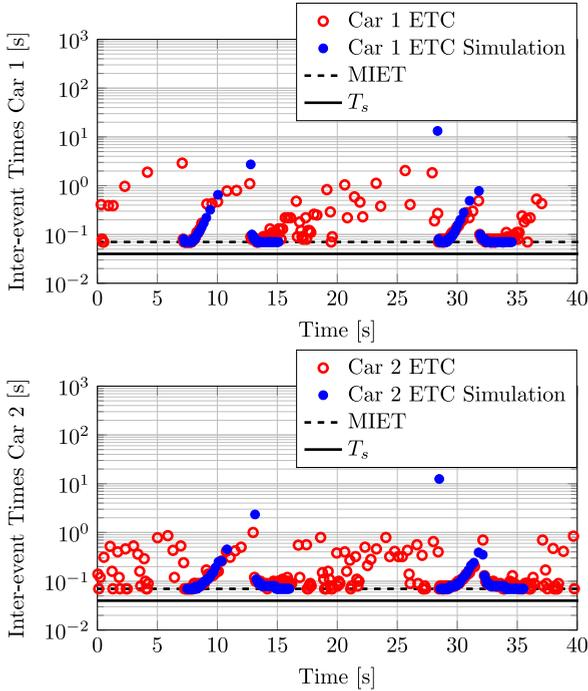 Car 1 ETC
Car 1 ETC Simulation
MIET
T_s
Inter-event Times Car 1 [s]
10^3
10^2
10^1
10^0
10^−1
10^−2
0 5 10 15 20 25 30 35 40
Time [s]
Car 2 ETC
Car 2 ETC Simulation
MIET
T_s
Inter-event Times Car 2 [s]
10^3
10^2
10^1
10^0
10^−1
10^−2
0 5 10 15 20 25 30 35 40
Time [s]